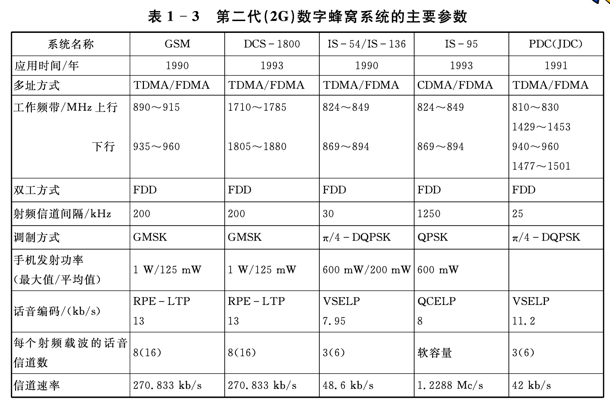 表 1-3 第二代(2G)数字蜂窝系统的主要参数
系统名称 GSM DCS-1800 IS-54/IS-136 IS-95 PDC(JDC)
应用时间/年 1990 1993 1990 1993 1991
多址方式 TDMA/FDMA TDMA/FDMA TDMA/FDMA CDMA/FDMA TDMA/FDMA
工作频带/MHz 上行 890～915 1710～1785 824～849 824～849 810～830
1429～1453
下行 935～960 1805～1880 869～894 869～894 940～960
1477～1501
双工方式 FDD FDD FDD FDD FDD
射频信道间隔/kHz 200 200 30 1250 25
调制方式 GMSK GMSK π/4-DQPSK QPSK π/4-DQPSK
手机发射功率
(最大值/平均值) 1 W/125 mW 1 W/125 mW 600 mW/200 mW 600 mW
话音编码/(kb/s) RPE-LTP RPE-LTP VSELP QCELP VSELP
13 13 7.95 8 11.2
每个射频载波的话音
信道数 8(16) 8(16) 3(6) 软容量 3(6)
信道速率 270.833 kb/s 270.833 kb/s 48.6 kb/s 1.2288 Mc/s 42 kb/s